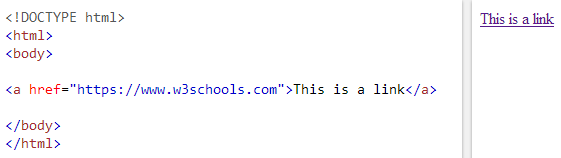 <!DOCTYPE html>
<html>
<body>
<a href="https://www.w3schools.com">This is a link</a>
</body>
</html>
This is a link